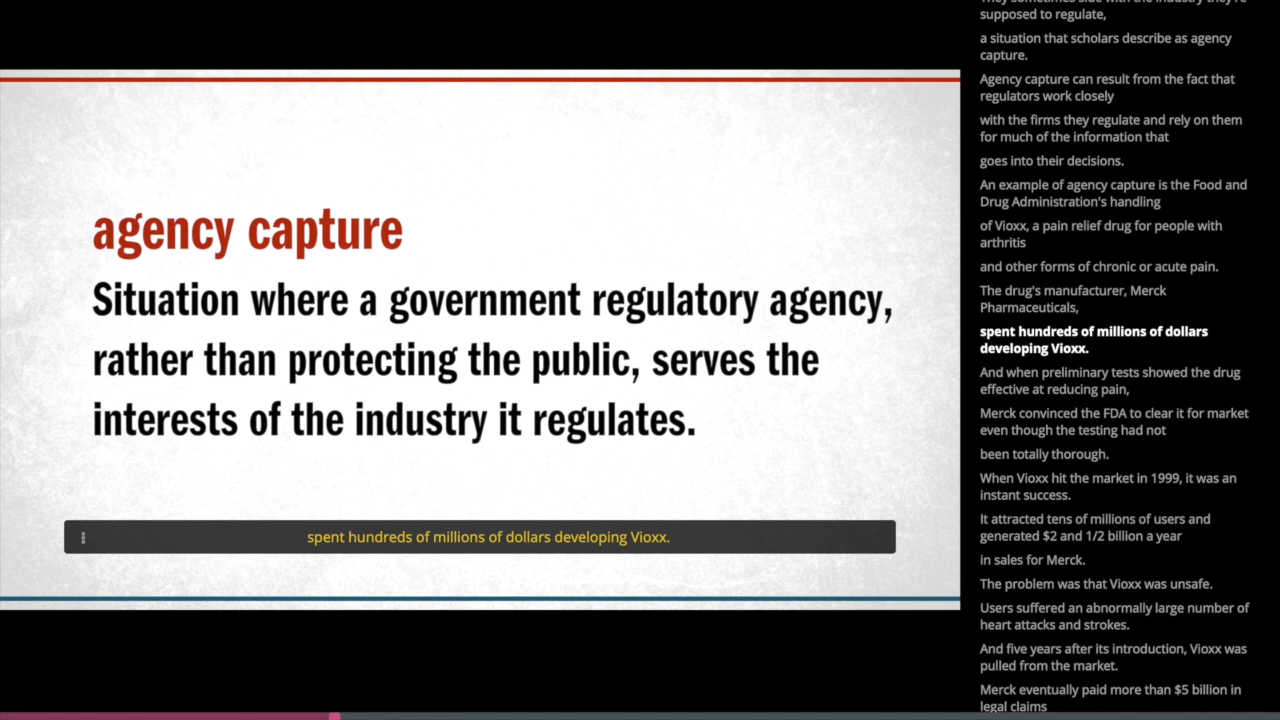 agency capture
Situation where a government regulatory agency,
rather than protecting the public, serves the
interests of the industry it regulates.
spent hundreds of millions of dollars developing Vioxx.
They sometimes side with the industry they're
supposed to regulate,
a situation that scholars describe as agency
capture.
Agency capture can result from the fact that
regulators work closely
with the firms they regulate and rely on them
for much of the information that
goes into their decisions.
An example of agency capture is the Food and
Drug Administration's handling
of Vioxx, a pain relief drug for people with
arthritis
and other forms of chronic or acute pain.
The drug's manufacturer, Merck
Pharmaceuticals,
spent hundreds of millions of dollars
developing Vioxx.
And when preliminary tests showed the drug
effective at reducing pain,
Merck convinced the FDA to clear it for market
even though the testing had not
been totally thorough.
When Vioxx hit the market in 1999, it was an
instant success.
It attracted tens of millions of users and
generated $2 and 1/2 billion a year
in sales for Merck.
The problem was that Vioxx was unsafe.
Users suffered an abnormally large number of
heart attacks and strokes.
And five years after its introduction, Vioxx was
pulled from the market.
Merck eventually paid more than $5 billion in
legal claims